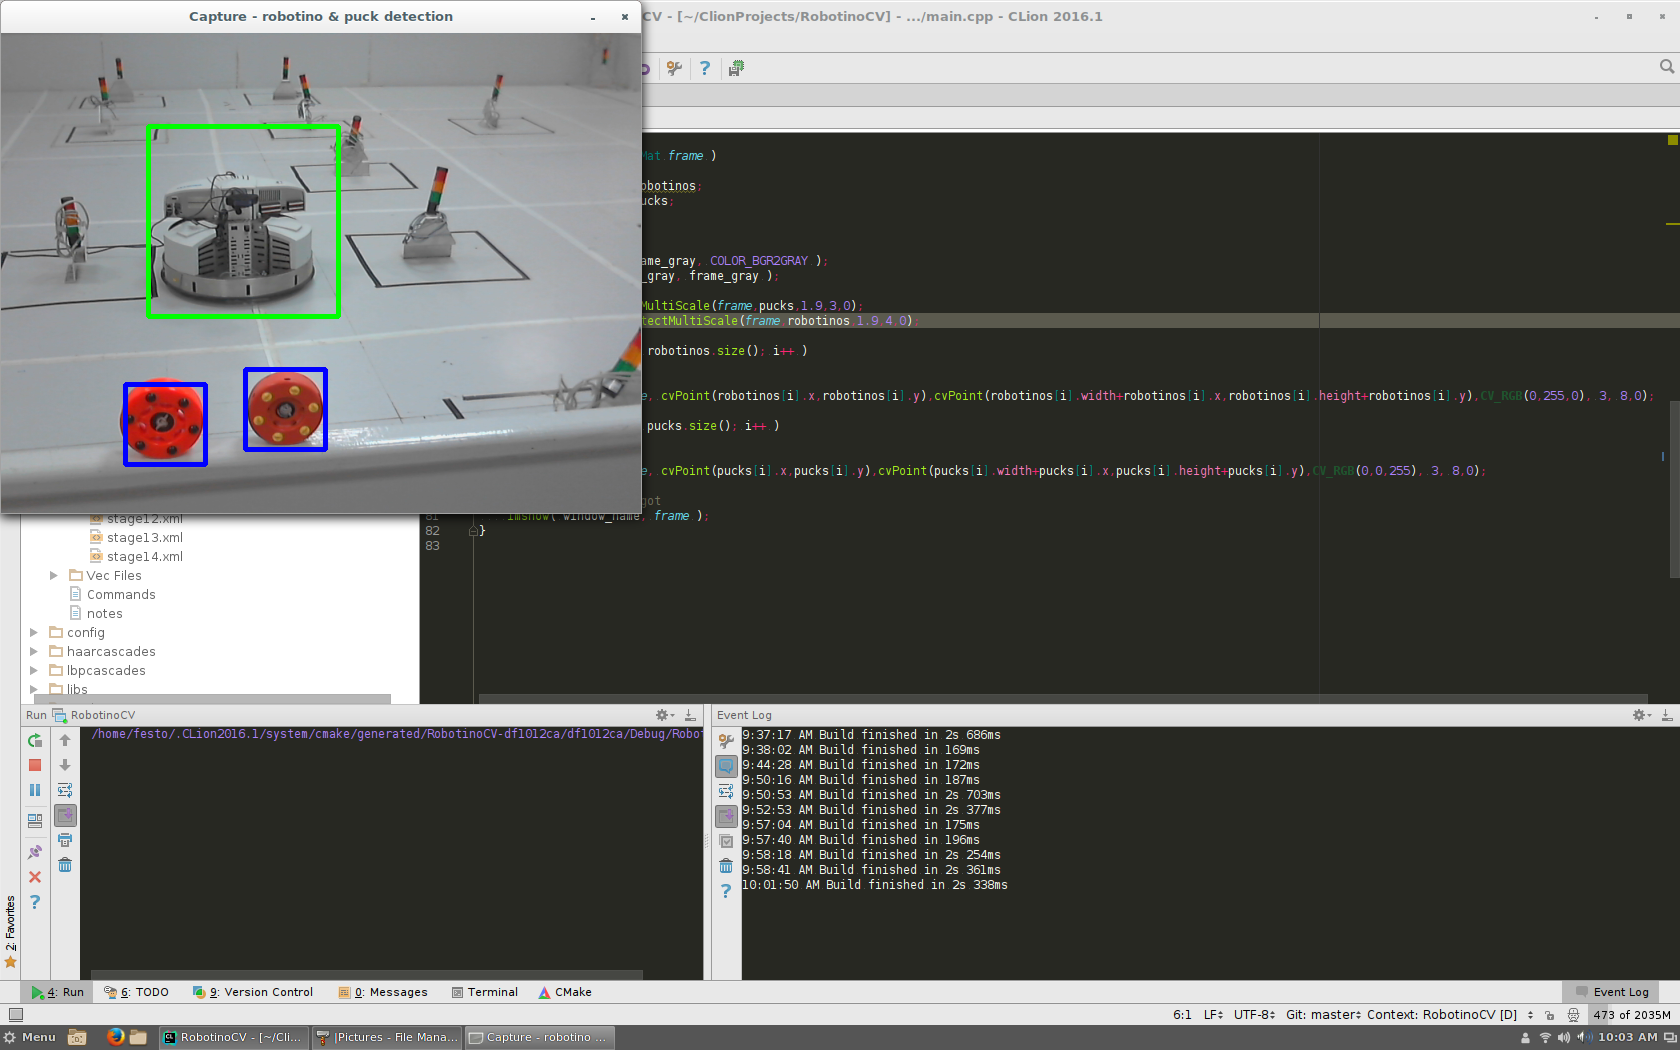 Capture - robotino & puck detection
CV - [~/ClionProjects/RobotinoCV] - .../main.cpp - CLion 2016.1
Mat frame )
obotinos;
ucks;
ame_gray, COLOR_BGR2GRAY );
_gray, frame_gray );
MultiScale(frame,pucks,1.9,3,0);
tectMultiScale(frame,robotinos,1.9,4,0);
robotinos.size(); i++ )
e, cvPoint(robotinos[i].x,robotinos[i].y),cvPoint(robotinos[i].width+robotinos[i].x,robotinos[i].height+robotinos[i].y),CV_RGB(0,255,0), 3, 8,0);
pucks.size(); i++ )
e, cvPoint(pucks[i].x,pucks[i].y),cvPoint(pucks[i].width+pucks[i].x,pucks[i].height+pucks[i].y),CV_RGB(0,0,255), 3, 8,0);
got
81 imshow( window_name, frame );
82 }
83
stage12.xml
stage13.xml
stage14.xml
Vec Files
Commands
notes
config
haarcascades
lbpcascades
libs
Run RobotinoCV
/home/festo/.CLion2016.1/system/cmake/generated/RobotinoCV-df1012ca/df1012ca/Debug/Robot
Event Log
9:37:17 AM Build finished in 2s 686ms
9:38:02 AM Build finished in 169ms
9:44:28 AM Build finished in 172ms
9:50:16 AM Build finished in 187ms
9:50:53 AM Build finished in 2s 703ms
9:52:53 AM Build finished in 2s 377ms
9:57:04 AM Build finished in 175ms
9:57:40 AM Build finished in 196ms
9:58:18 AM Build finished in 2s 254ms
9:58:41 AM Build finished in 2s 361ms
10:01:50 AM Build finished in 2s 338ms
2: Favorites
4: Run 6: TODO 9: Version Control 0: Messages Terminal CMake Event Log
6:1 LF UTF-8 Git: master Context: RobotinoCV [D] 473 of 2035M
Menu RobotinoCV - [~/Cli... |Pictures - File Mana... Capture - robotino ... 10:03 AM